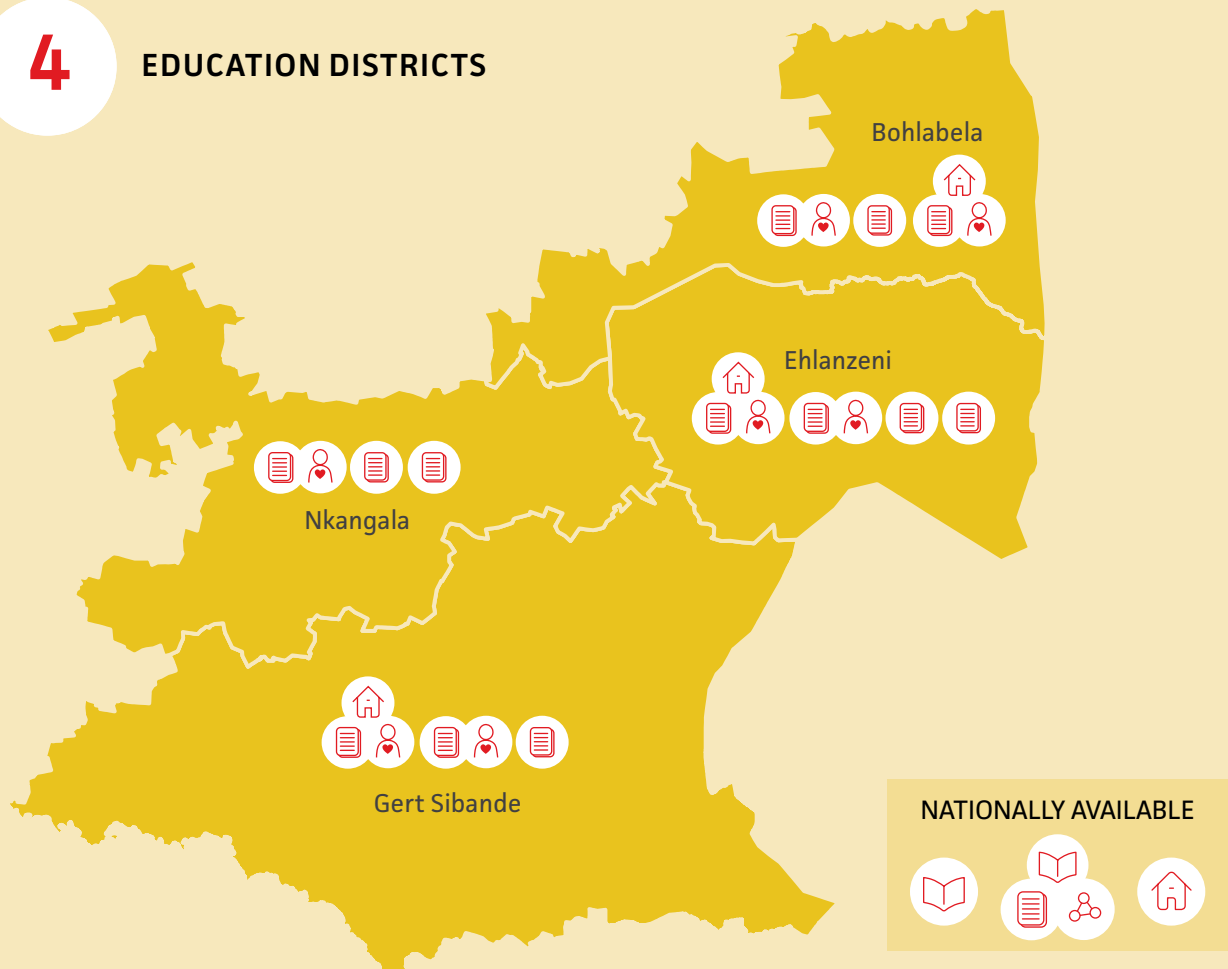 4
EDUCATION DISTRICTS
Bohlabela
Ehlanzeni
Nkangala
Gert Sibande
NATIONALLY AVAILABLE